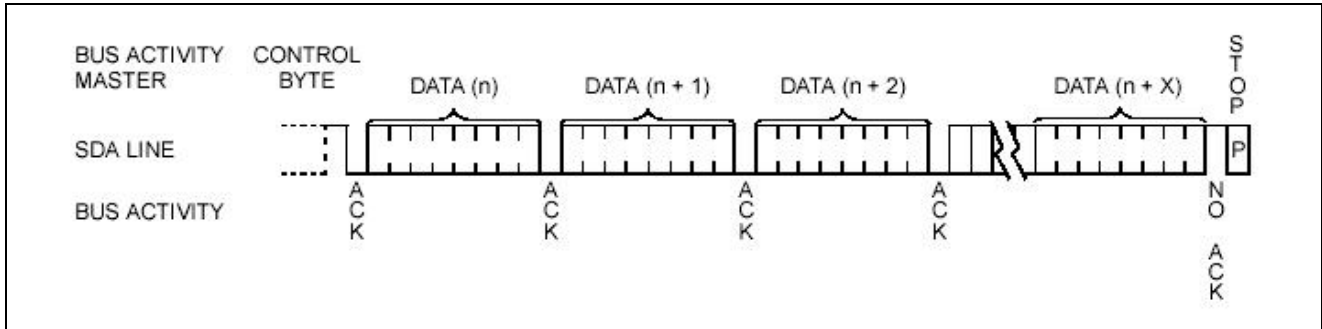 BUS ACTIVITY
MASTER
CONTROL
BYTE
DATA (n)
DATA (n + 1)
DATA (n + 2)
DATA (n + X)
STOP
SDA LINE
P
BUS ACTIVITY
ACK
ACK
ACK
ACK
NO ACK